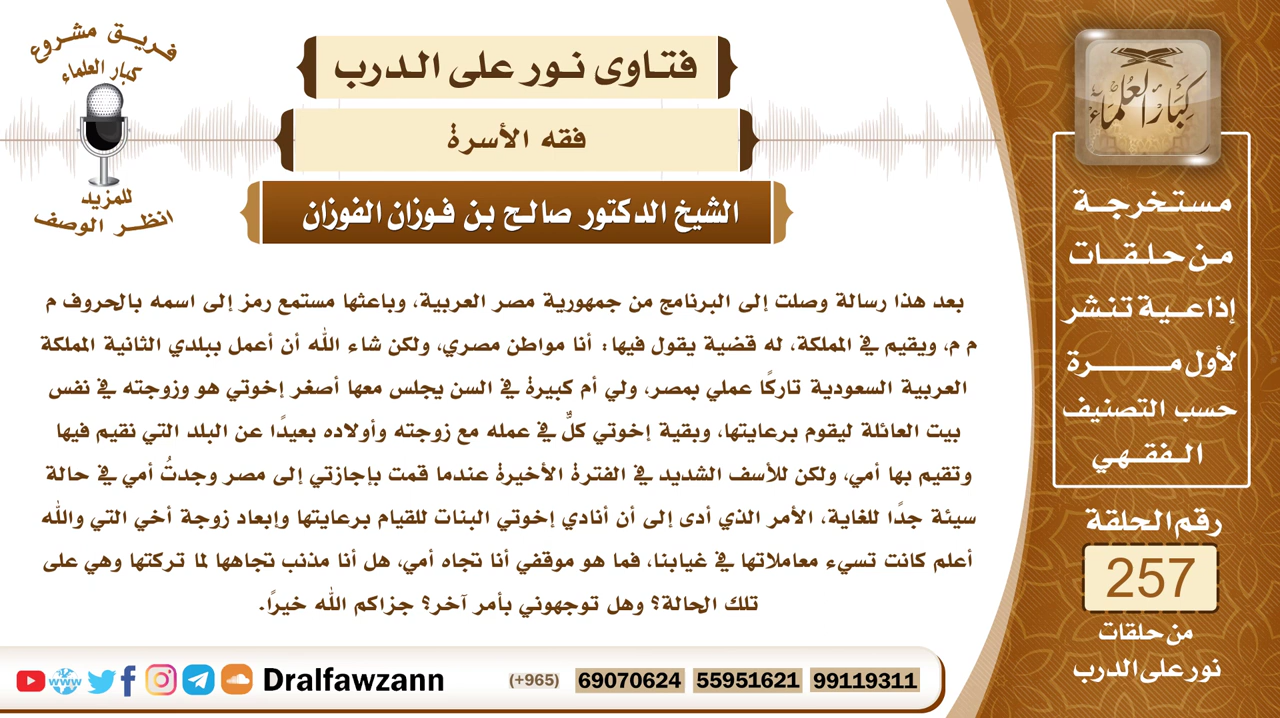 فريق مشروع
كبار العلماء
للمزيد
انظر الوصف
فتاوى نور على الدرب
فقه الأسرة
الشيخ الدكتور صالح بن فوزان الفوزان
كبار العلماء
مستخرجة
من حلقات
إذاعية تنشر
لأول مرة
حسب التصنيف
الفقهي
رقم الحلقة
257
من حلقات
نور على الدرب
بعد هذا رسالة وصلت إلى البرنامج من جمهورية مصر العربية، وباعثها مستمع رمز إلى اسمه بالحروف م
م م، ويقيم في المملكة، له قضية يقول فيها: أنا مواطن مصري، ولكن شاء الله أن أعمل ببلدي الثانية المملكة
العربية السعودية تاركًا عملي بمصر، ولي أم كبيرة في السن يجلس معها أصغر إخوتي هو وزوجته في نفس
بيت العائلة ليقوم برعايتها، وبقية إخوتي كلٌّ في عمله مع زوجته وأولاده بعيدًا عن البلد التي نقيم فيها
وتقيم بها أمي، ولكن للأسف الشديد في الفترة الأخيرة عندما قمت بإجازتي إلى مصر وجدتُ أمي في حالة
سيئة جدًا للغاية، الأمر الذي أدى إلى أن أنادي إخوتي البنات للقيام برعايتها وإبعاد زوجة أخي التي والله
أعلم كانت تسيء معاملاتها في غيابنا، فما هو موقفي أنا تجاه أمي، هل أنا مذنب تجاهها لما تركتها وهي على
تلك الحالة؟ وهل توجهوني بأمر آخر؟ جزاكم الله خيرًا.
www Dralfawzann (+965) 69070624 55951621 99119311